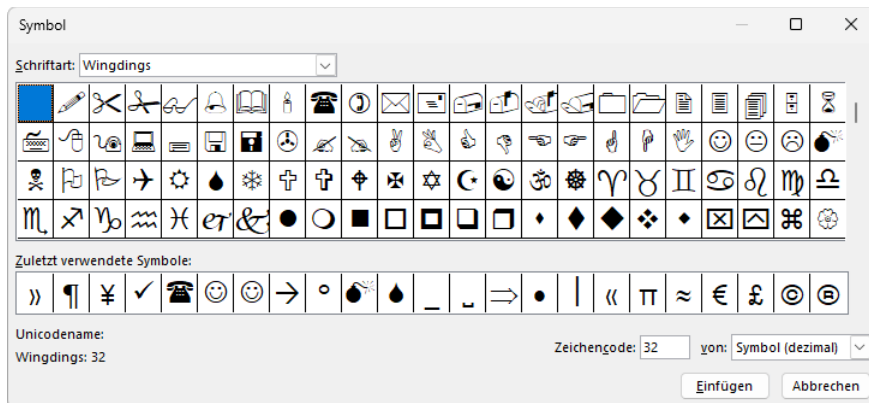 Symbol
Schriftart: Wingdings
Zuletzt verwendete Symbole:
» ¶ ¥ ✓ ☎ ☺ ☺ → ° 💣 💧 _ ␣ ⇒ • | « π ≈ € £ © ®
Unicodename:
Wingdings: 32
Zeichencode: 32 von: Symbol (dezimal)
Einfügen Abbrechen